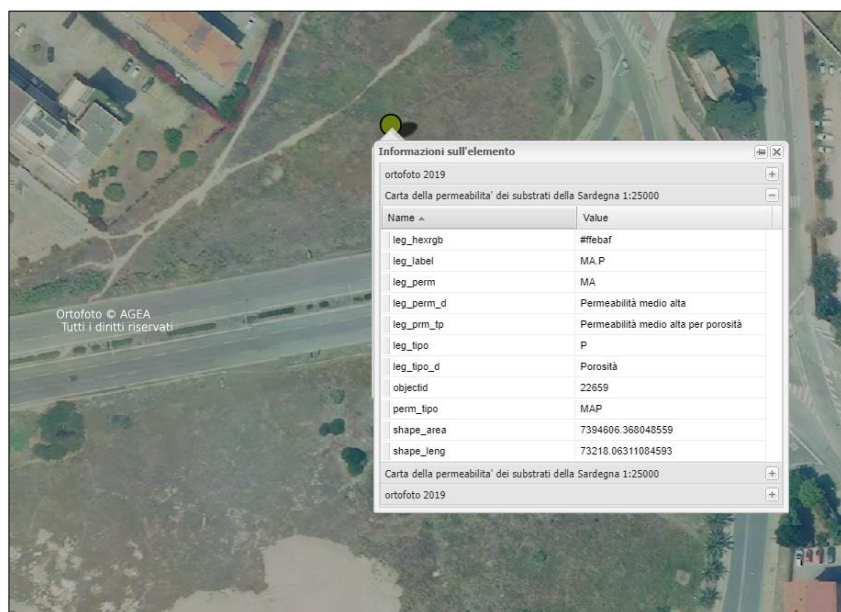 Informazioni sull'elemento
ortofoto 2019
Carta della permeabilita' dei substrati della Sardegna 1:25000
Name Value
leg_hexrgb #ffebaf
leg_label MA.P
leg_perm MA
leg_perm_d Permeabilità medio alta
leg_prm_tp Permeabilità medio alta per porosità
leg_tipo P
leg_tipo_d Porosità
objectid 22659
perm_tipo MAP
shape_area 7394606.368048559
shape_leng 73218.06311084593
Carta della permeabilita' dei substrati della Sardegna 1:25000
ortofoto 2019
Ortofoto © AGEA
Tutti i diritti riservati